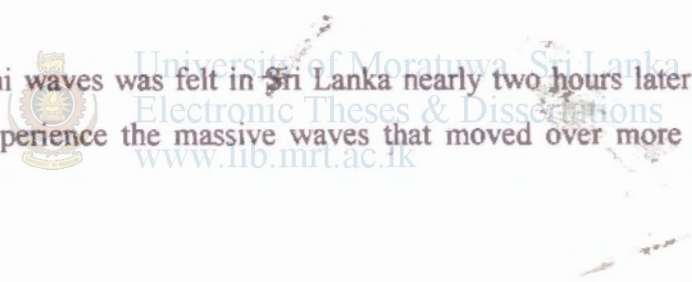 ni waves was felt in Sri Lanka nearly two hours later
University of Moratuwa, Sri Lanka
Electronic Theses & Dissertations
perience the massive waves that moved over more
www.lib.mrt.ac.lk